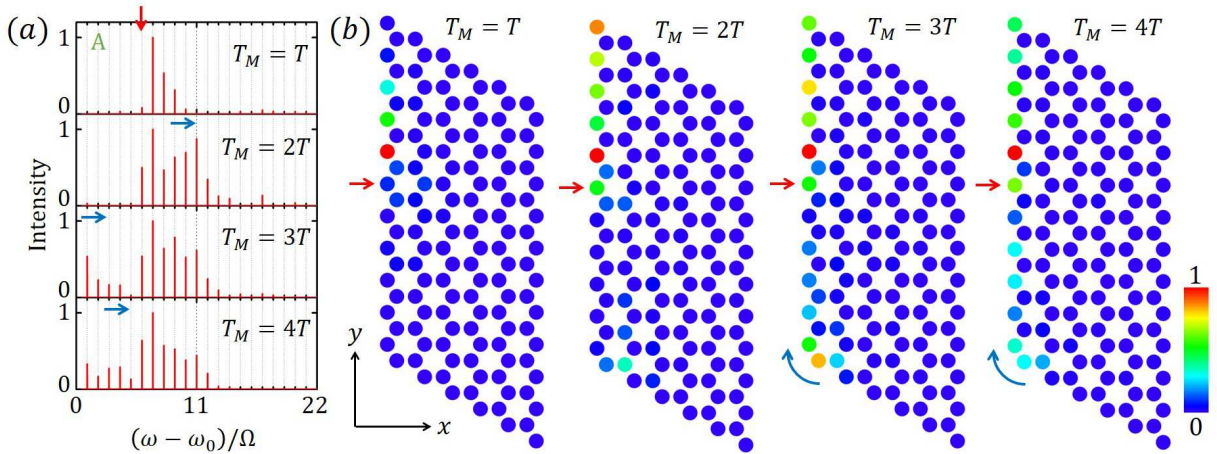 (a)
A
T_M = T
1
0
T_M = 2T
1
0
T_M = 3T
1
0
T_M = 4T
1
0
Intensity
0 11 22
(ω − ω₀)/Ω
(b)
T_M = T
T_M = 2T
T_M = 3T
T_M = 4T
y
x
1
0